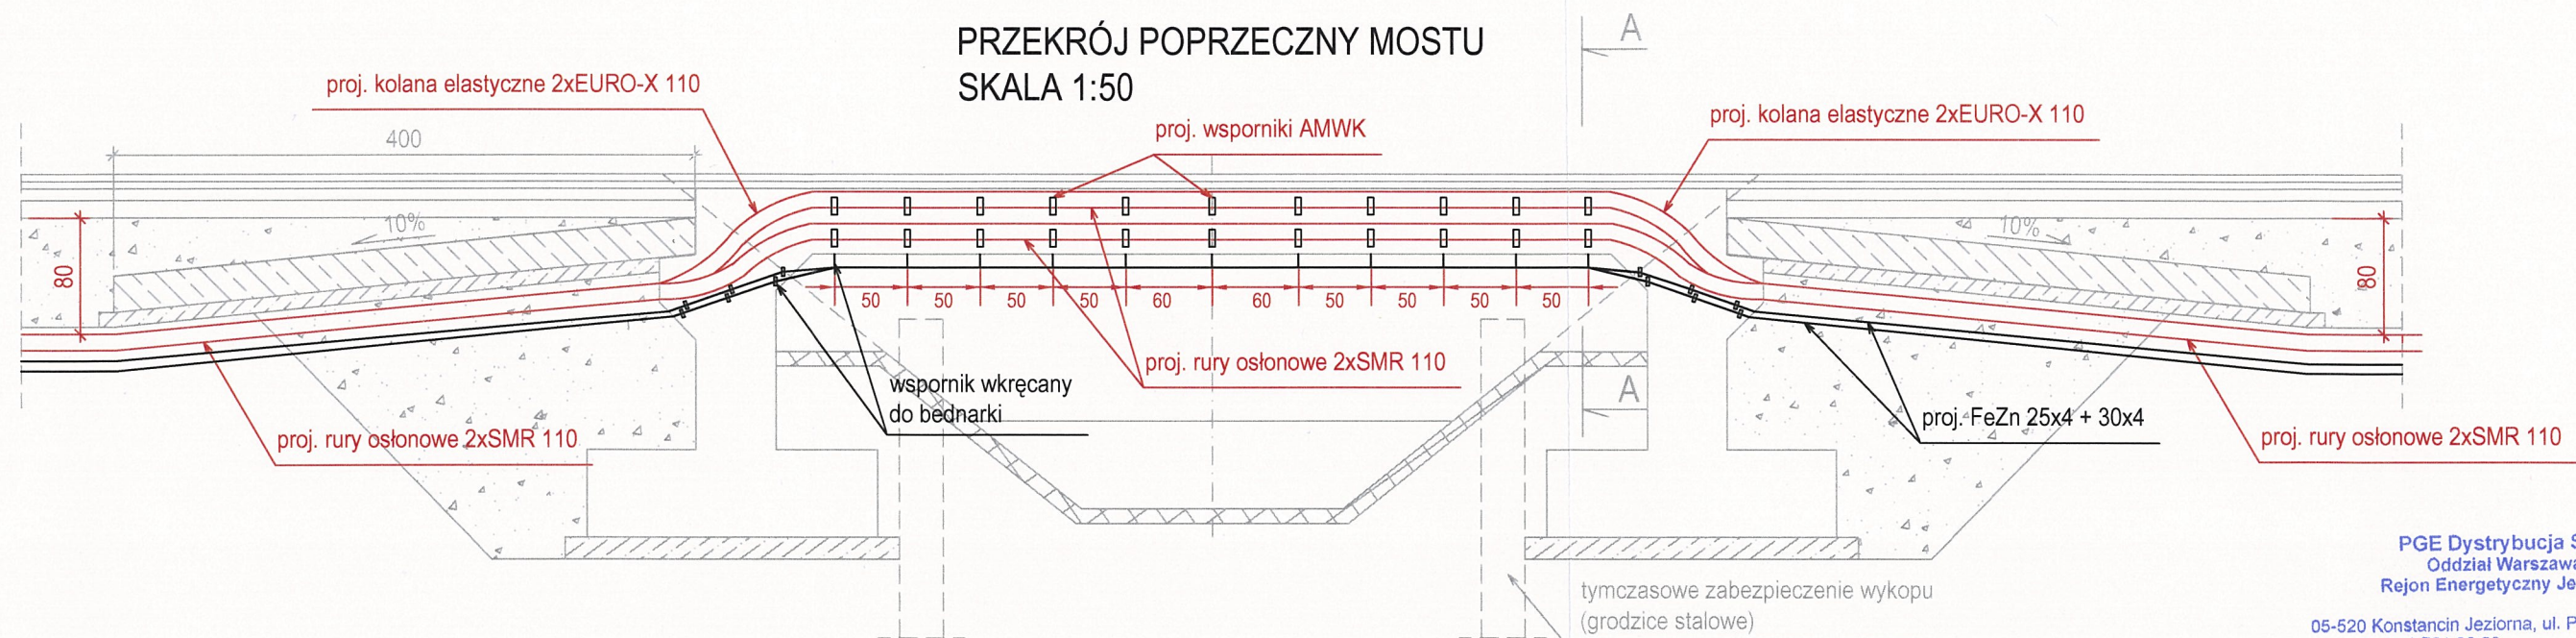 PRZEKRÓJ POPRZECZNY MOSTU
SKALA 1:50
A
proj. kolana elastyczne 2xEURO-X 110
proj. wsporniki AMWK
proj. kolana elastyczne 2xEURO-X 110
400
10%
10%
80
80
50
50
50
50
60
60
50
50
50
50
proj. rury osłonowe 2xSMR 110
wspornik wkręcany
do bednarki
A
proj. FeZn 25x4 + 30x4
proj. rury osłonowe 2xSMR 110
proj. rury osłonowe 2xSMR 110
tymczasowe zabezpieczenie wykopu
(grodzice stalowe)
PGE Dystrybucja
Oddział Warszawa
Rejon Energetyczny
05-520 Konstancin Jeziorna, ul.